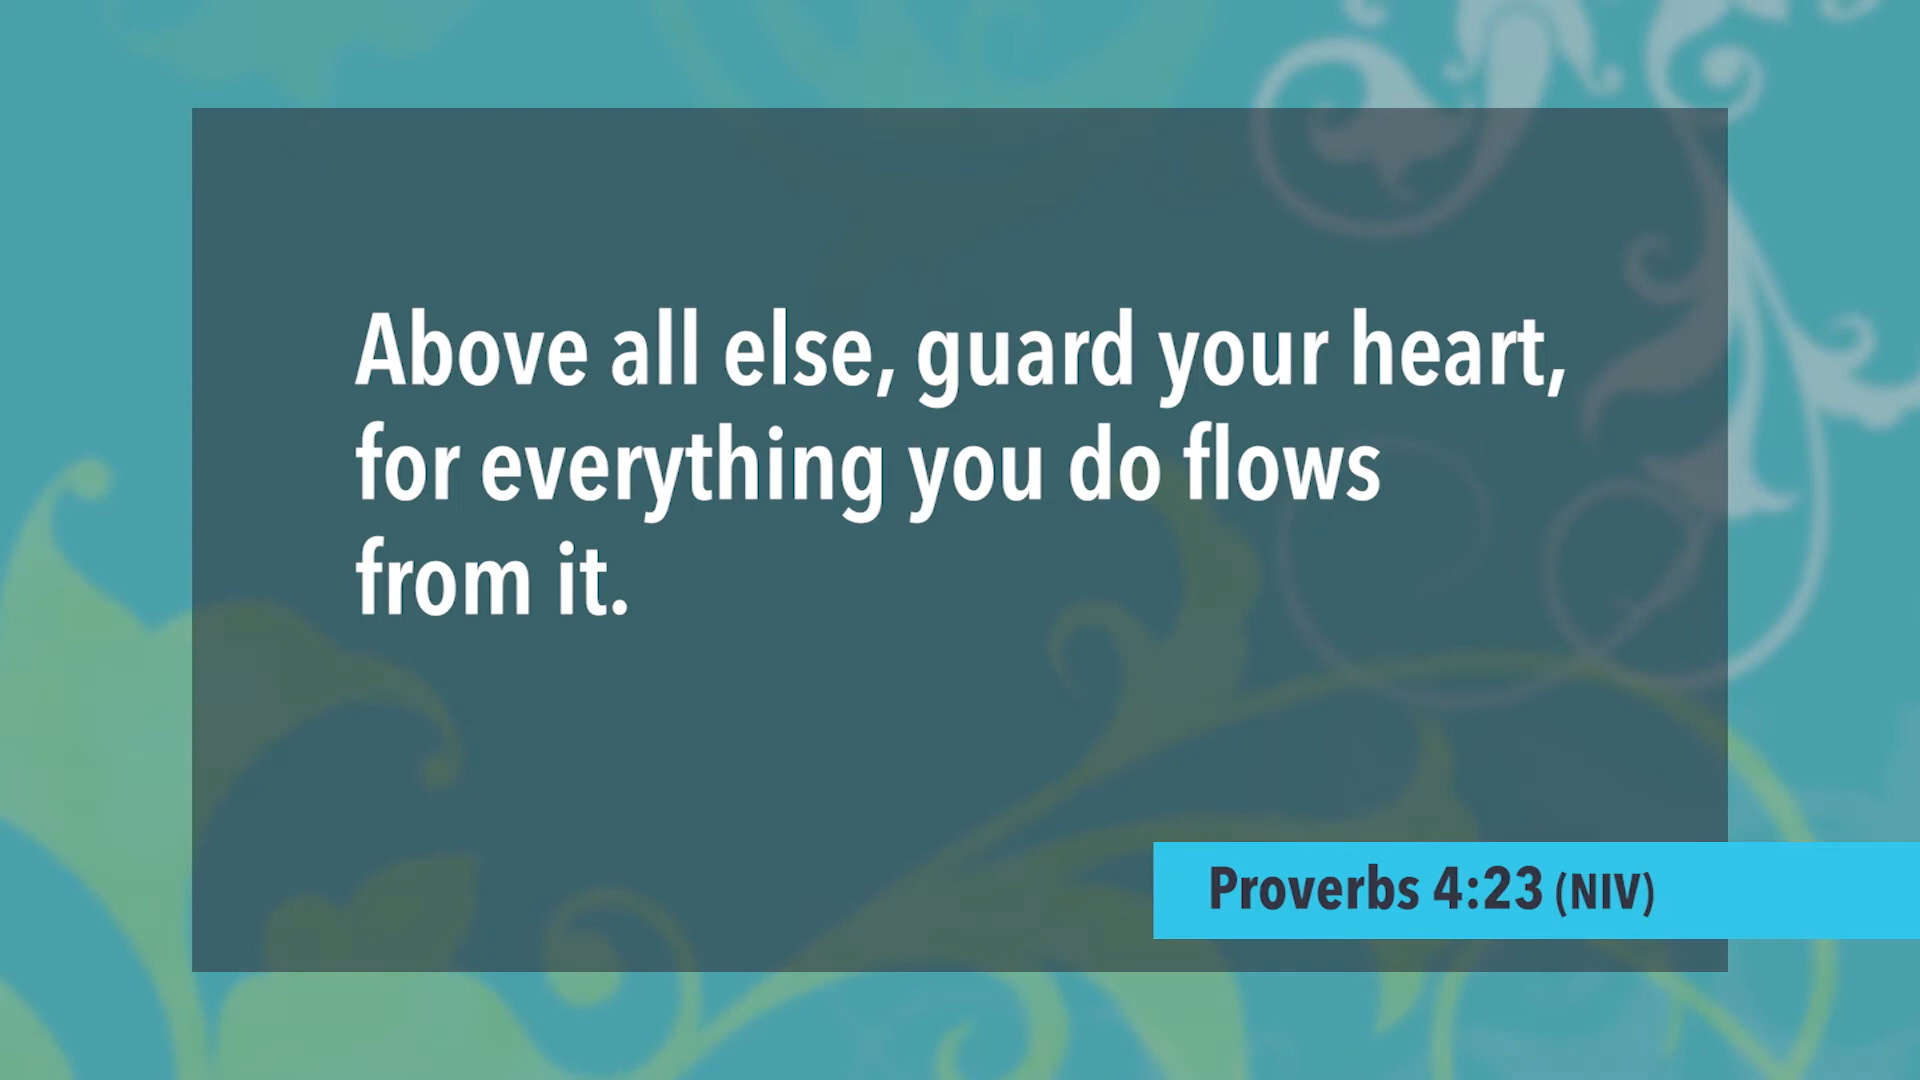 Above all else, guard your heart,
for everything you do flows
from it.
Proverbs 4:23 (NIV)